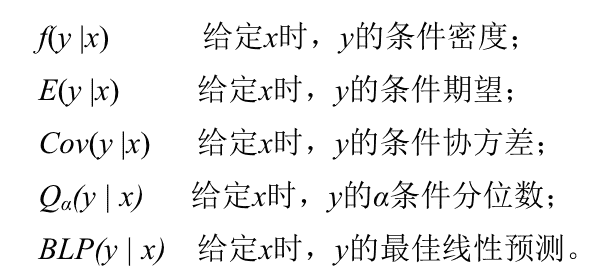 f(y |x) 给定x时，y的条件密度；
E(y |x) 给定x时，y的条件期望；
Cov(y |x) 给定x时，y的条件协方差；
Qα(y | x) 给定x时，y的α条件分位数；
BLP(y | x) 给定x时，y的最佳线性预测。